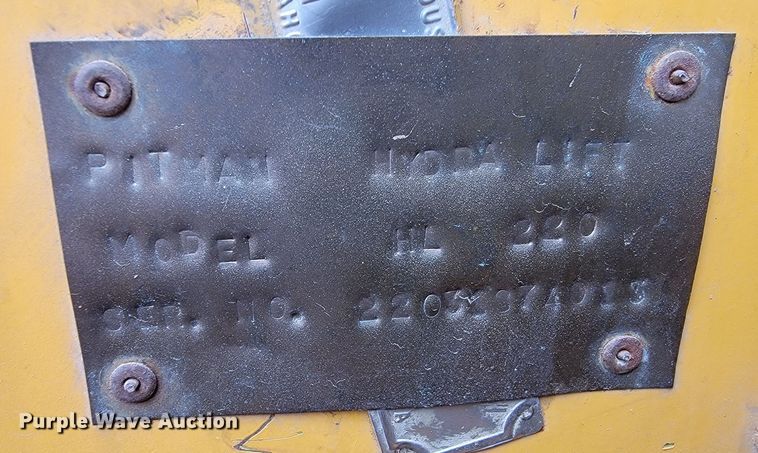 PITMAN HYDRA LIFT
MODEL HL 220
SER. NO.
Purple Wave Auction